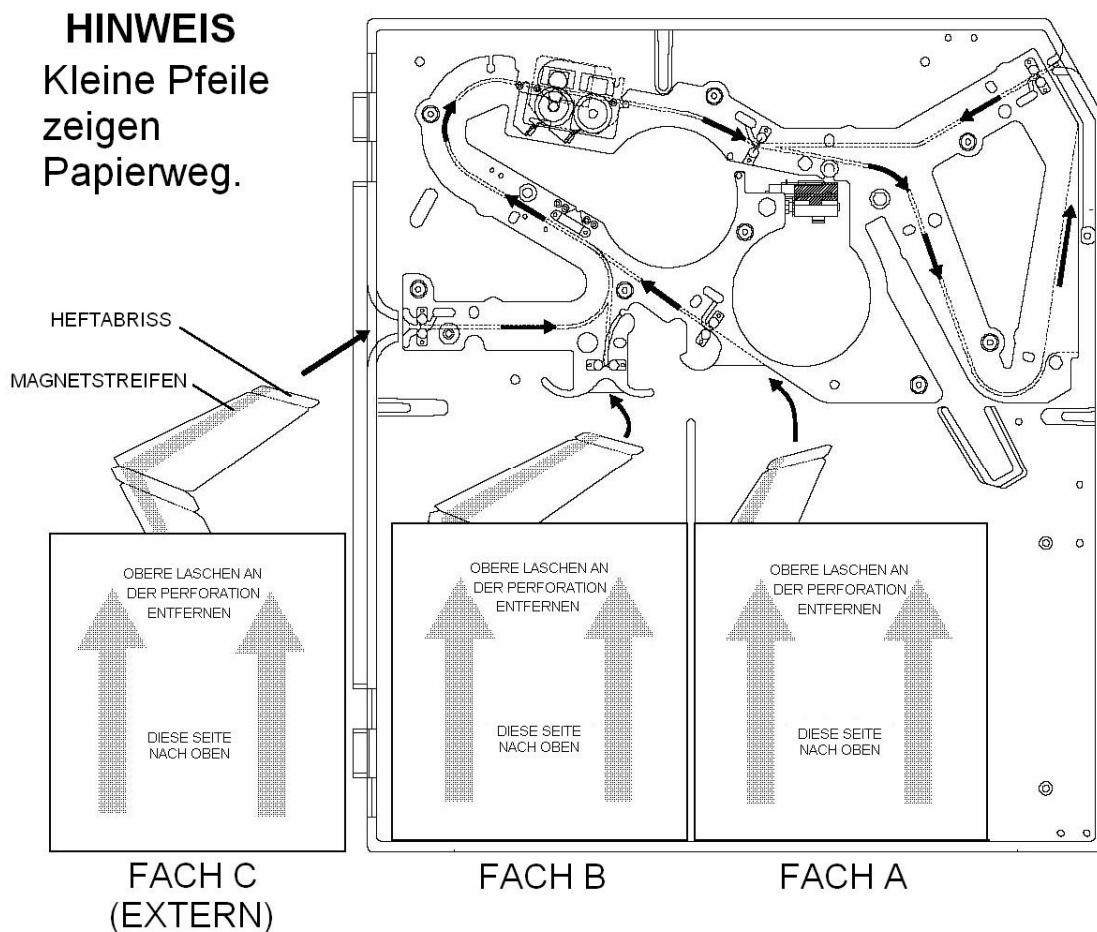 HINWEIS
Kleine Pfeile
zeigen
Papierweg.
HEFTABRISS
MAGNETSTREIFEN
OBERE LASCHEN AN
DER PERFORATION
ENTFERNEN
DIESE SEITE
NACH OBEN
FACH C
(EXTERN)
OBERE LASCHEN AN
DER PERFORATION
ENTFERNEN
DIESE SEITE
NACH OBEN
FACH B
OBERE LASCHEN AN
DER PERFORATION
ENTFERNEN
DIESE SEITE
NACH OBEN
FACH A